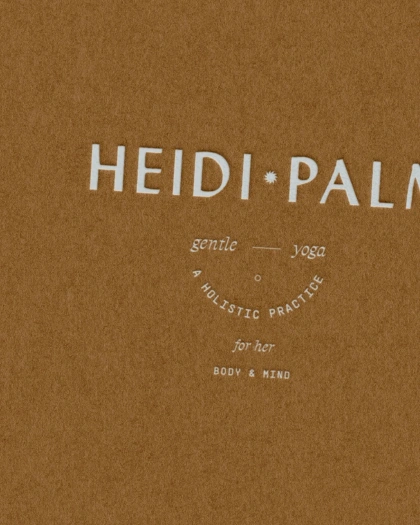 HEIDI PALM
gentle — yoga
A HOLISTIC PRACTICE
for her
BODY & MIND